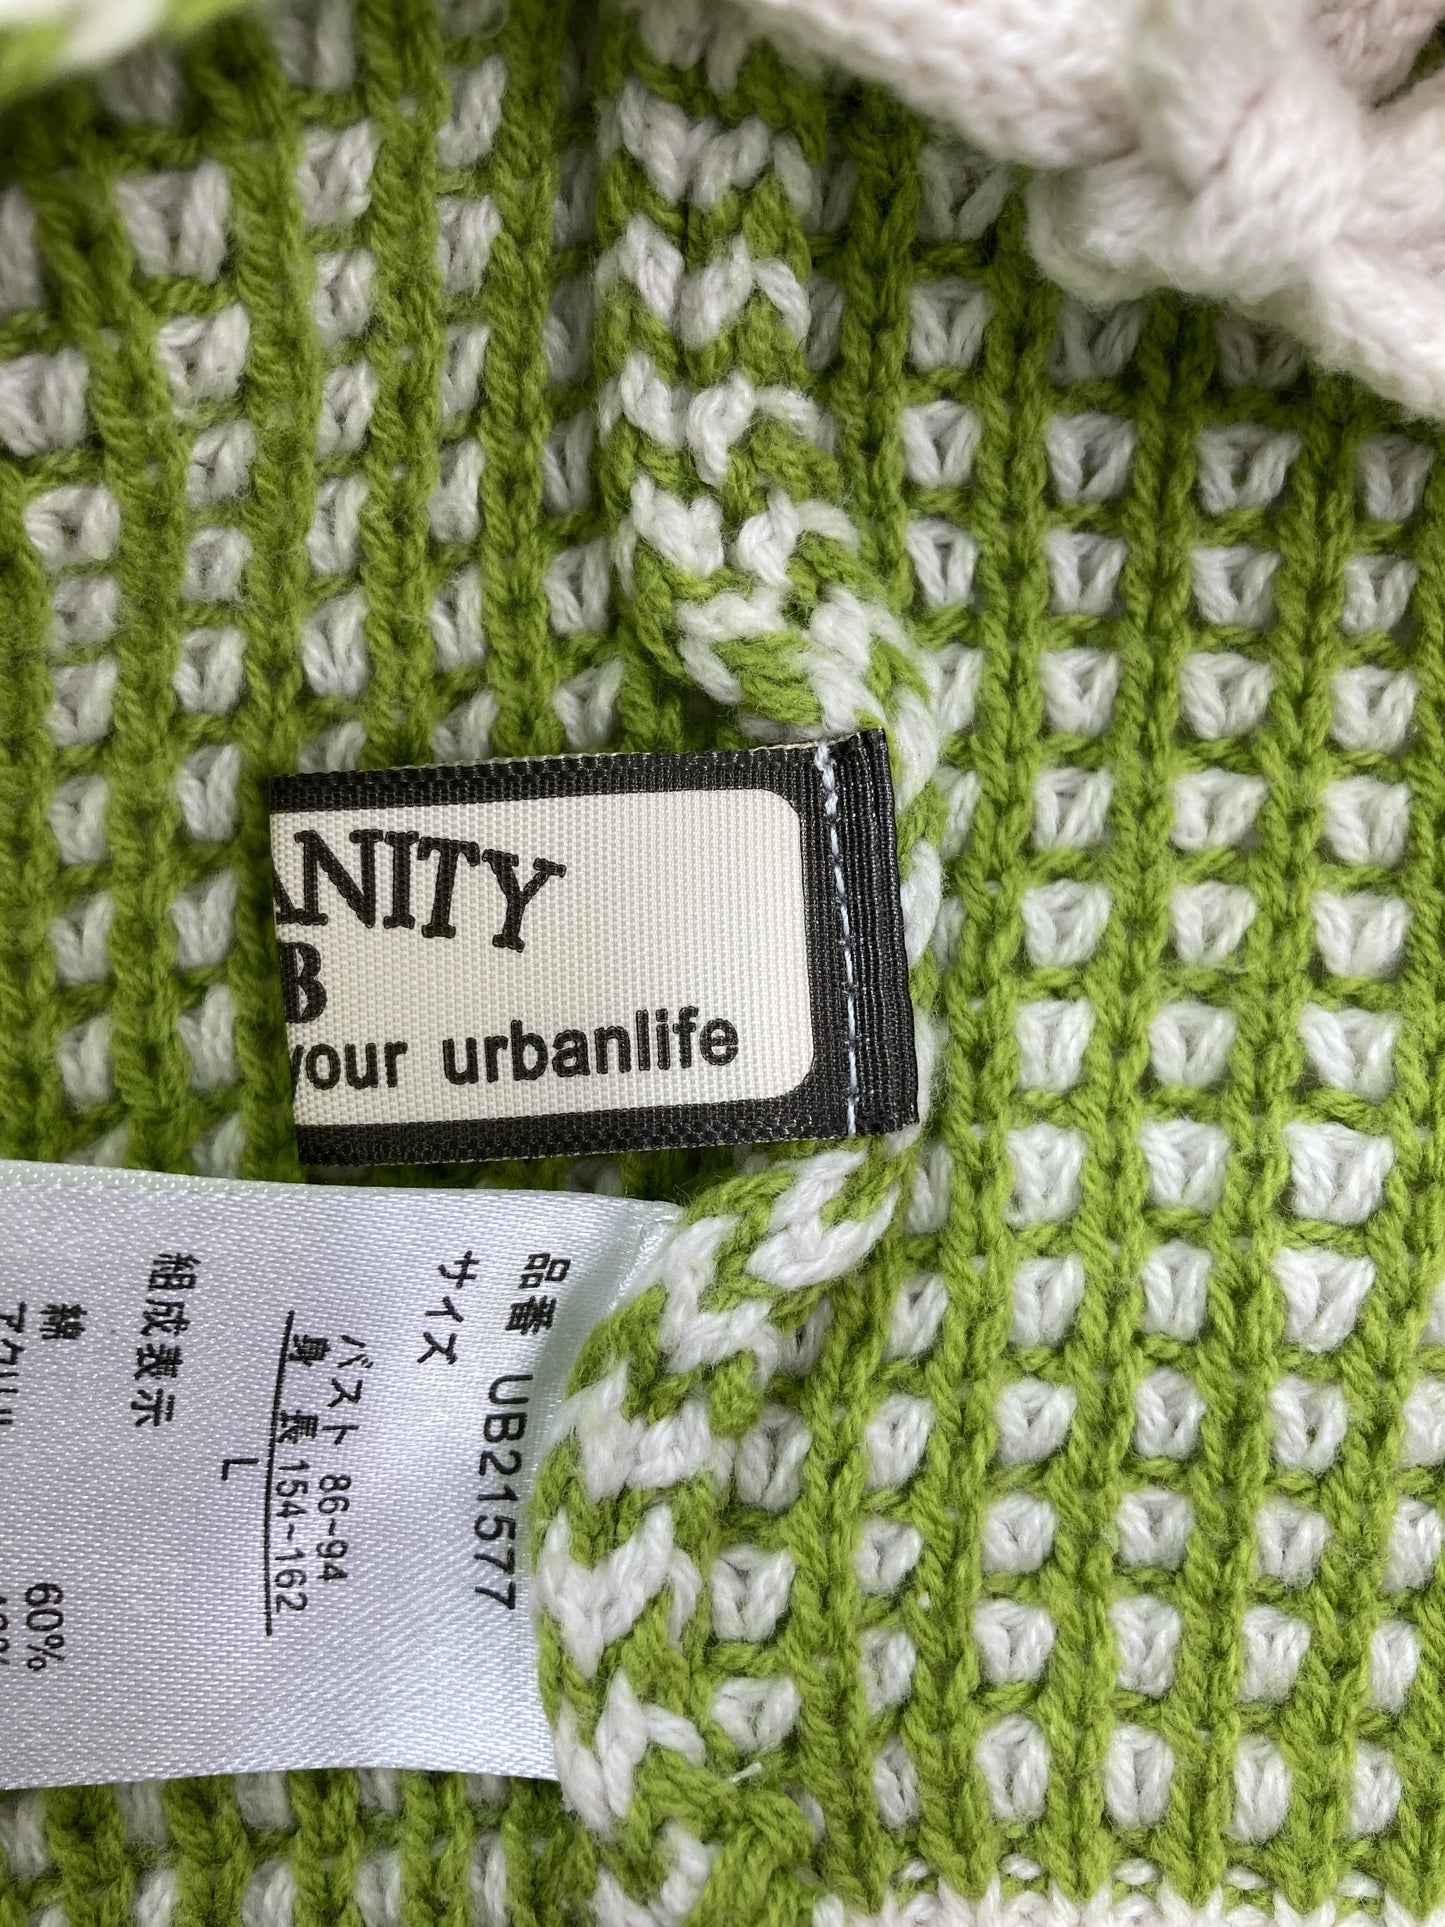 ANITY
B
your urbanlife
品番 UB21577
サイズ
バスト 86~94
身 長 154~162
L
組成表示
綿 60%